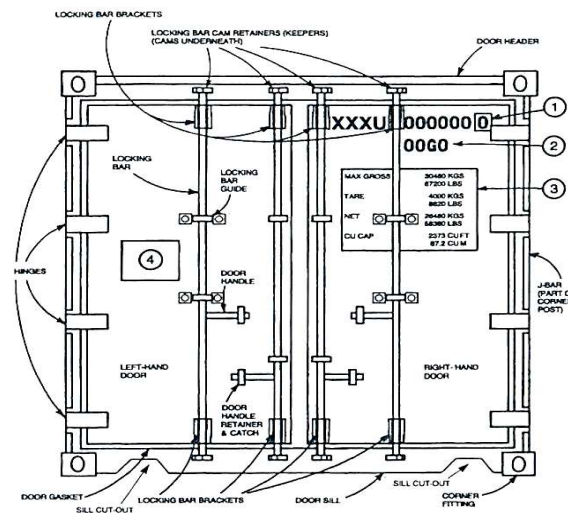 LOCKING BAR BRACKETS
LOCKING BAR CAM RETAINERS (KEEPERS)
(CAMS UNDERNEATH)
DOOR HEADER
XXXU 000000 0
1
00G0
2
MAX GROSS 30480 KGS
67200 LBS
TARE 4000 KGS
8820 LBS
NET 26480 KGS
58380 LBS
CU CAP 2373 CU FT
67.2 CU M
3
LOCKING
BAR
LOCKING
BAR
GUIDE
4
HINGES
DOOR
HANDLE
J-BAR
(PART O
CORNER
POST)
LEFT-HAND
DOOR
RIGHT-HAND
DOOR
DOOR
HANDLE
RETAINER
& CATCH
DOOR GASKET
SILL CUT-OUT
LOCKING BAR BRACKETS
DOOR SILL
SILL CUT-OUT
CORNER
FITTING